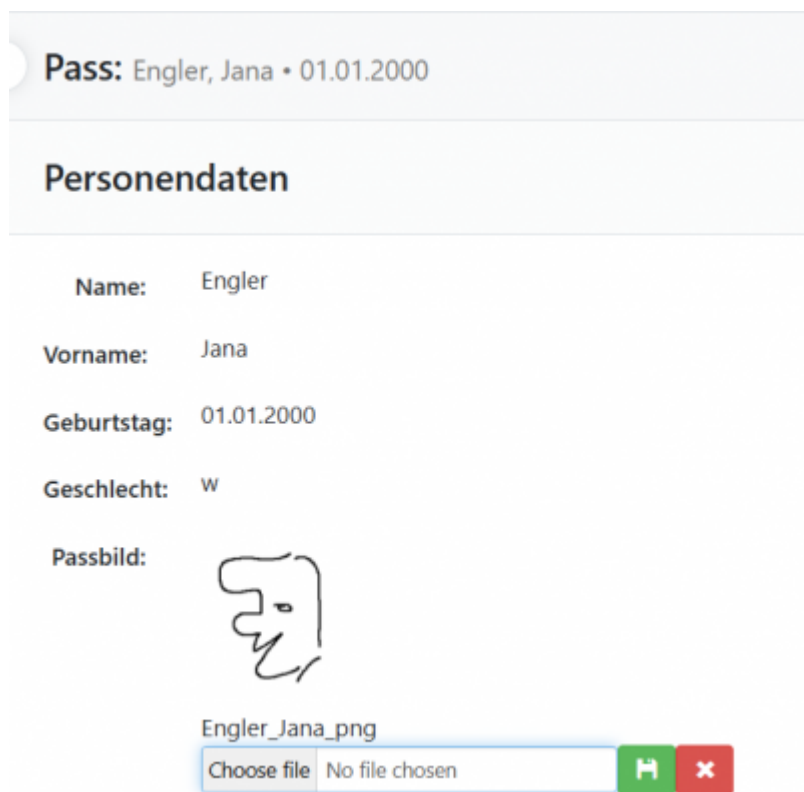 Pass: Engler, Jana • 01.01.2000
Personendaten
Name: Engler
Vorname: Jana
Geburtstag: 01.01.2000
Geschlecht: w
Passbild:
Engler_Jana_png
Choose file No file chosen